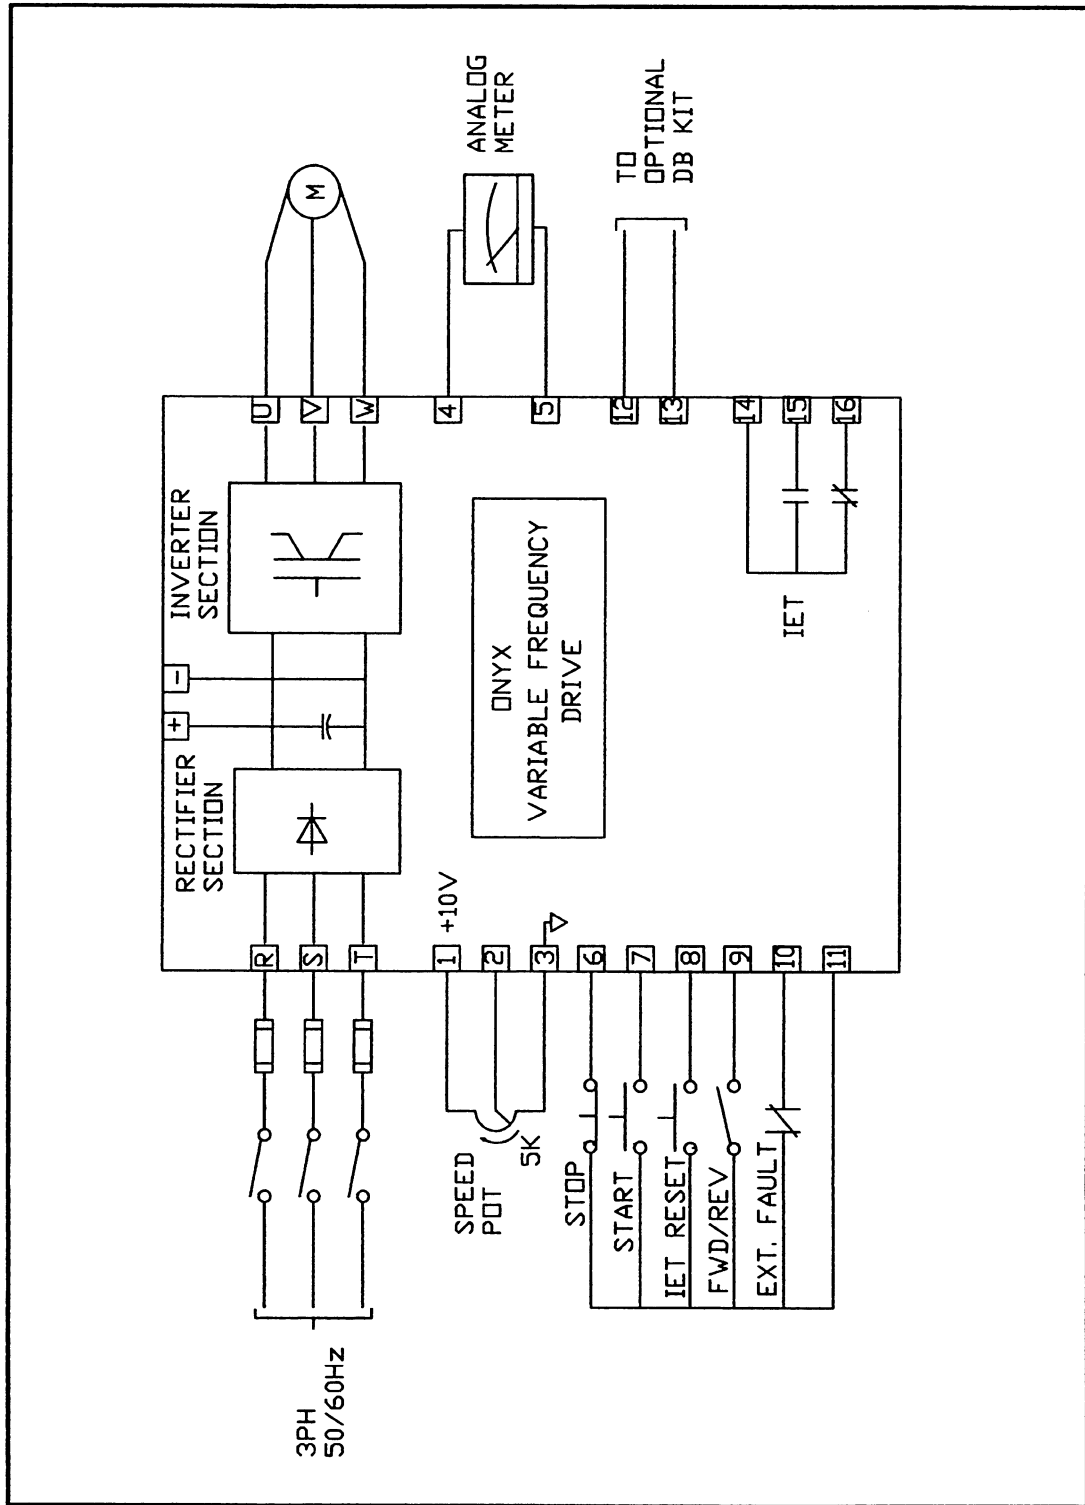 3PH
50/60Hz
R
S
T
RECTIFIER
SECTION
+
-
INVERTER
SECTION
U
V
W
M
SPEED
POT
5K
1
+10V
2
3
ONYX
VARIABLE FREQUENCY
DRIVE
4
5
ANALOG
METER
STOP
6
START
7
IET RESET
8
FWD/REV
9
EXT. FAULT
10
11
12
13
TO
OPTIONAL
DB KIT
IET
14
15
16